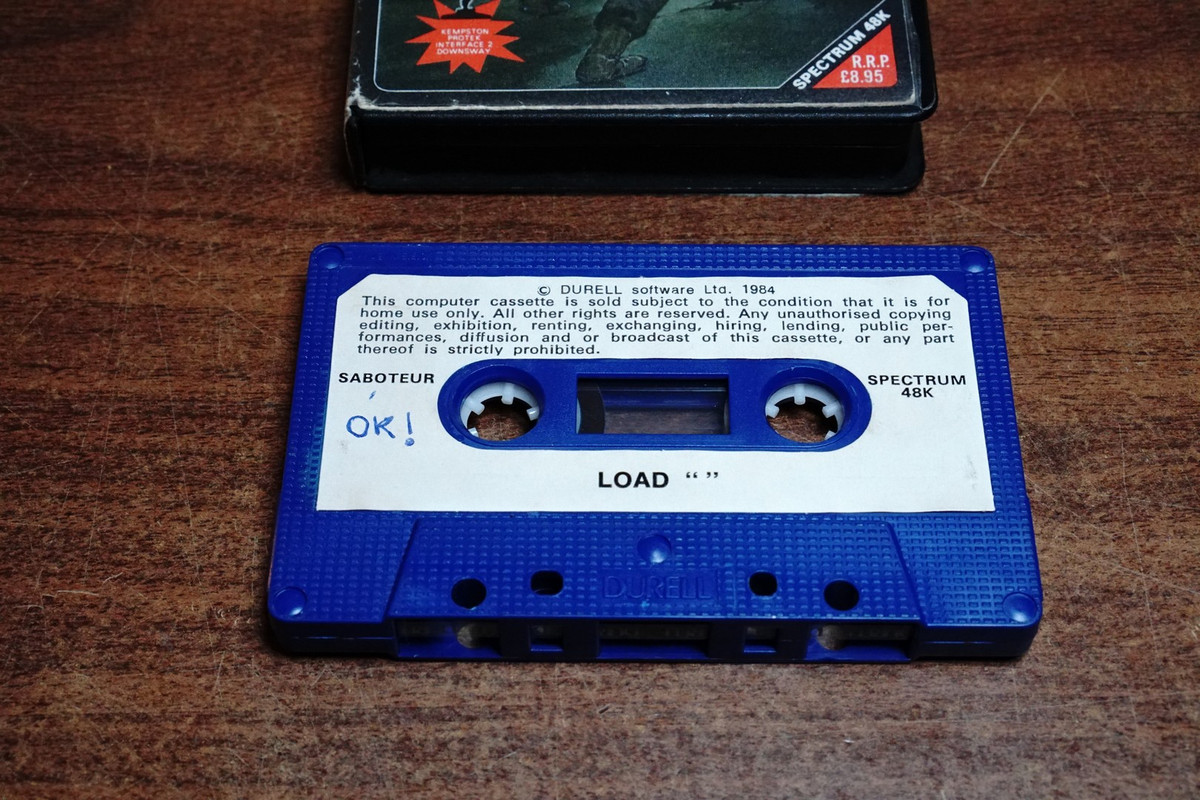 KEMPSTON
PROTEK
INTERFACE 2
DOWNSWAY
SPECTRUM 48K
R.R.P.
£8.95
© DURELL software Ltd. 1984
This computer cassette is sold subject to the condition that it is for
home use only. All other rights are reserved. Any unauthorised copying
editing, exhibition, renting, exchanging, hiring, lending, public per-
formances, diffusion and or broadcast of this cassette, or any part
thereof is strictly prohibited.
SABOTEUR
SPECTRUM
48K
OK!
LOAD “ ”
DURELL